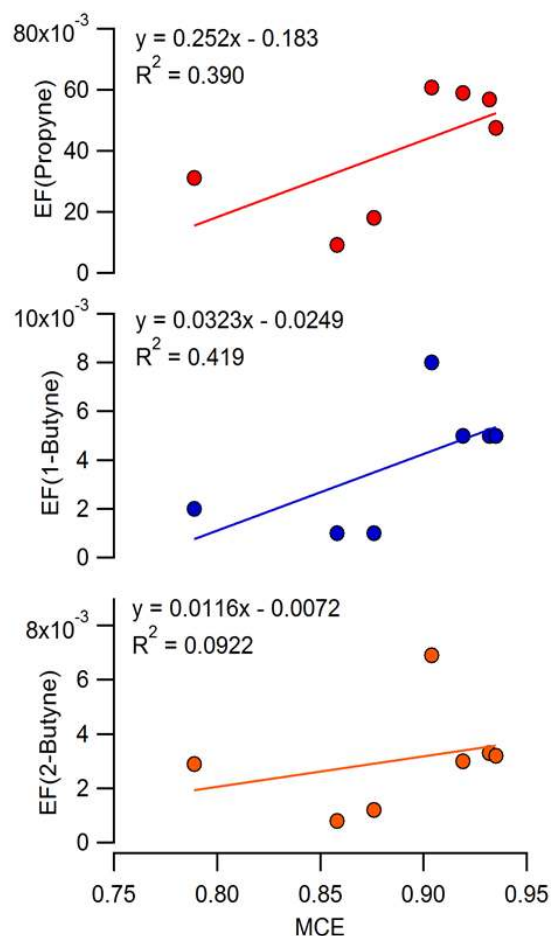 80x10⁻³
y = 0.252x - 0.183
R² = 0.390
60
40
20
0
EF(Propyne)
10x10⁻³
y = 0.0323x - 0.0249
R² = 0.419
8
6
4
2
0
EF(1-Butyne)
y = 0.0116x - 0.0072
8x10⁻³
R² = 0.0922
6
4
2
0
EF(2-Butyne)
0.75 0.80 0.85 0.90 0.95
MCE